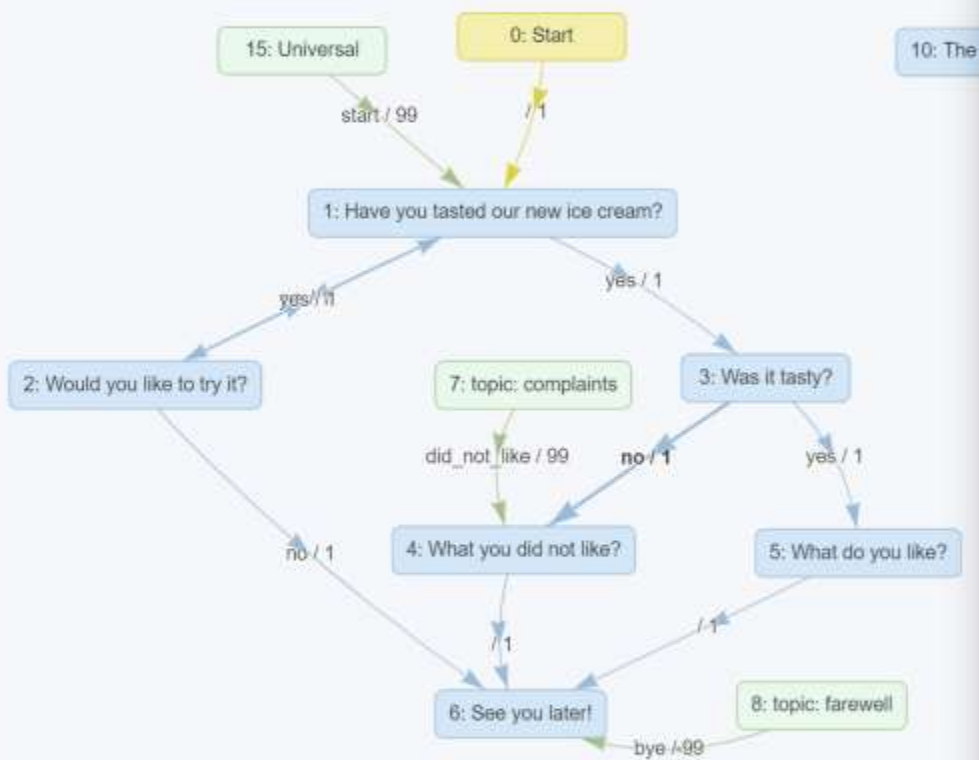 0: Start
15: Universal
10: The
start / 99
/ 1
1: Have you tasted our new ice cream?
yes / 1
2: Would you like to try it?
7: topic: complaints
3: Was it tasty?
did_not_like / 99
no / 1
yes / 1
4: What you did not like?
5: What do you like?
no / 1
/ 1
/ 1
6: See you later!
8: topic: farewell
bye / 99